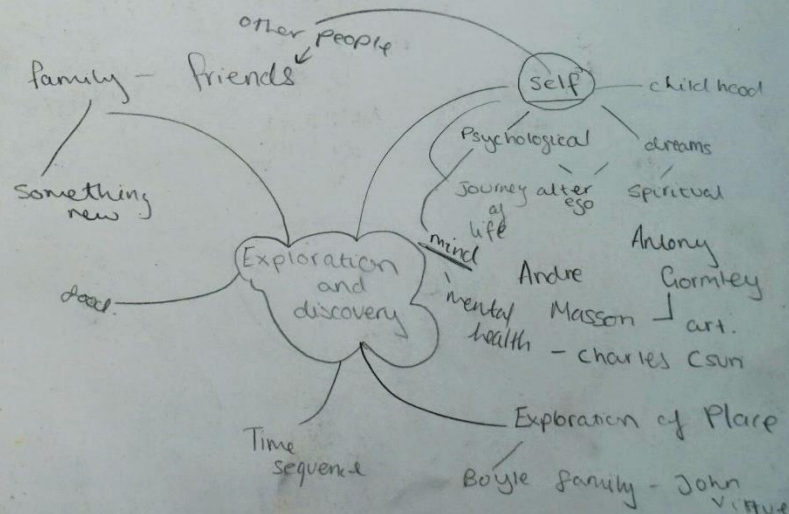 other people
family - friends
self
childhood
Psychological
dreams
something
new
journey
of
life
alter
ego
spiritual
mind
Exploration
and
discovery
mental
health
Andre
Masson
Antony
Gormley
art.
- Charles Csuri
food.
Time
sequence
Exploration of Place
Boyle family - John
Virtue